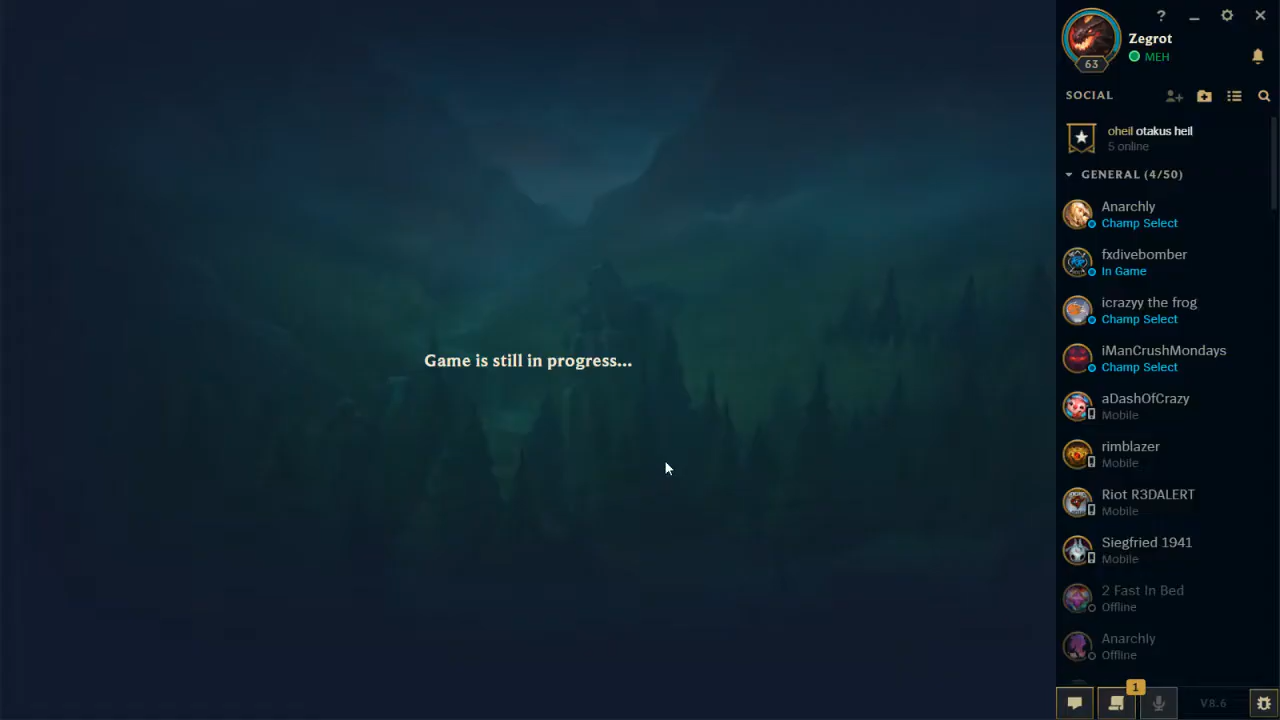 Game is still in progress...
?
Zegrot
MEH
63
SOCIAL
oheil otakus heil
5 online
GENERAL (4/50)
Anarchly
Champ Select
fxdivebomber
In Game
icrazyy the frog
Champ Select
iManCrushMondays
Champ Select
aDashOfCrazy
Mobile
rimblazer
Mobile
Riot R3DALERT
Mobile
Siegfried 1941
Mobile
2 Fast In Bed
Offline
Anarchly
Offline
1
V8.6